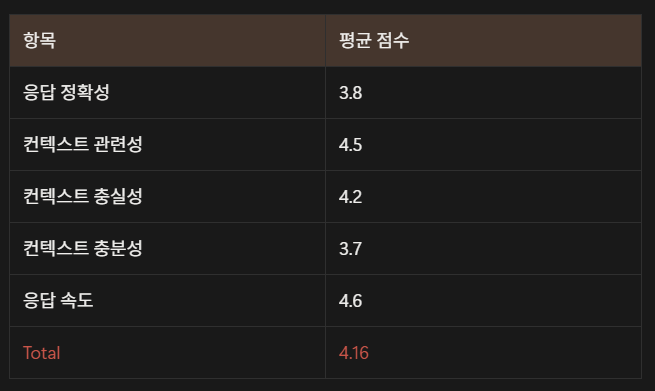 항목 평균 점수
응답 정확성 3.8
컨텍스트 관련성 4.5
컨텍스트 충실성 4.2
컨텍스트 충분성 3.7
응답 속도 4.6
Total 4.16